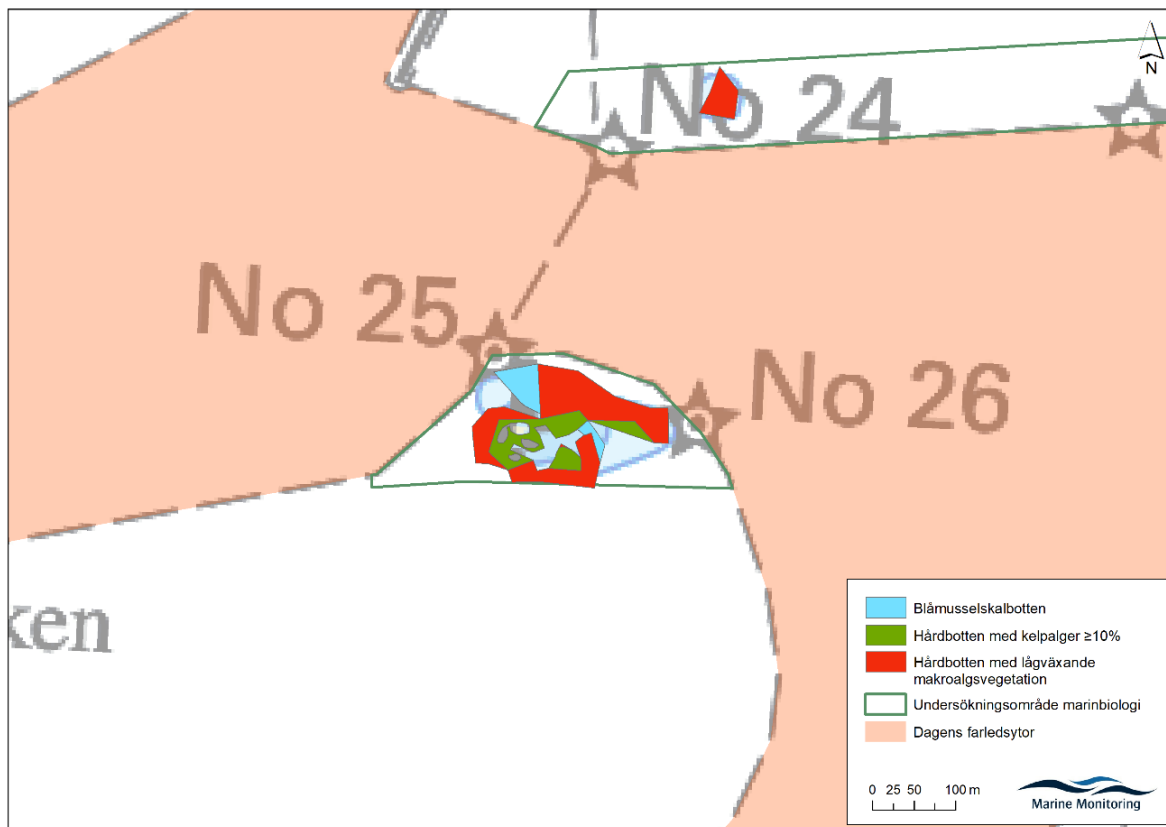 N
No 24
No 25
No 26
ken
Blåmusselskalbotten
Hårdbotten med kelpalger ≥10%
Hårdbotten med lågväxande
makroalgsvegetation
Undersökningsområde marinbiologi
Dagens farledsytor
0 25 50 100 m
Marine Monitoring